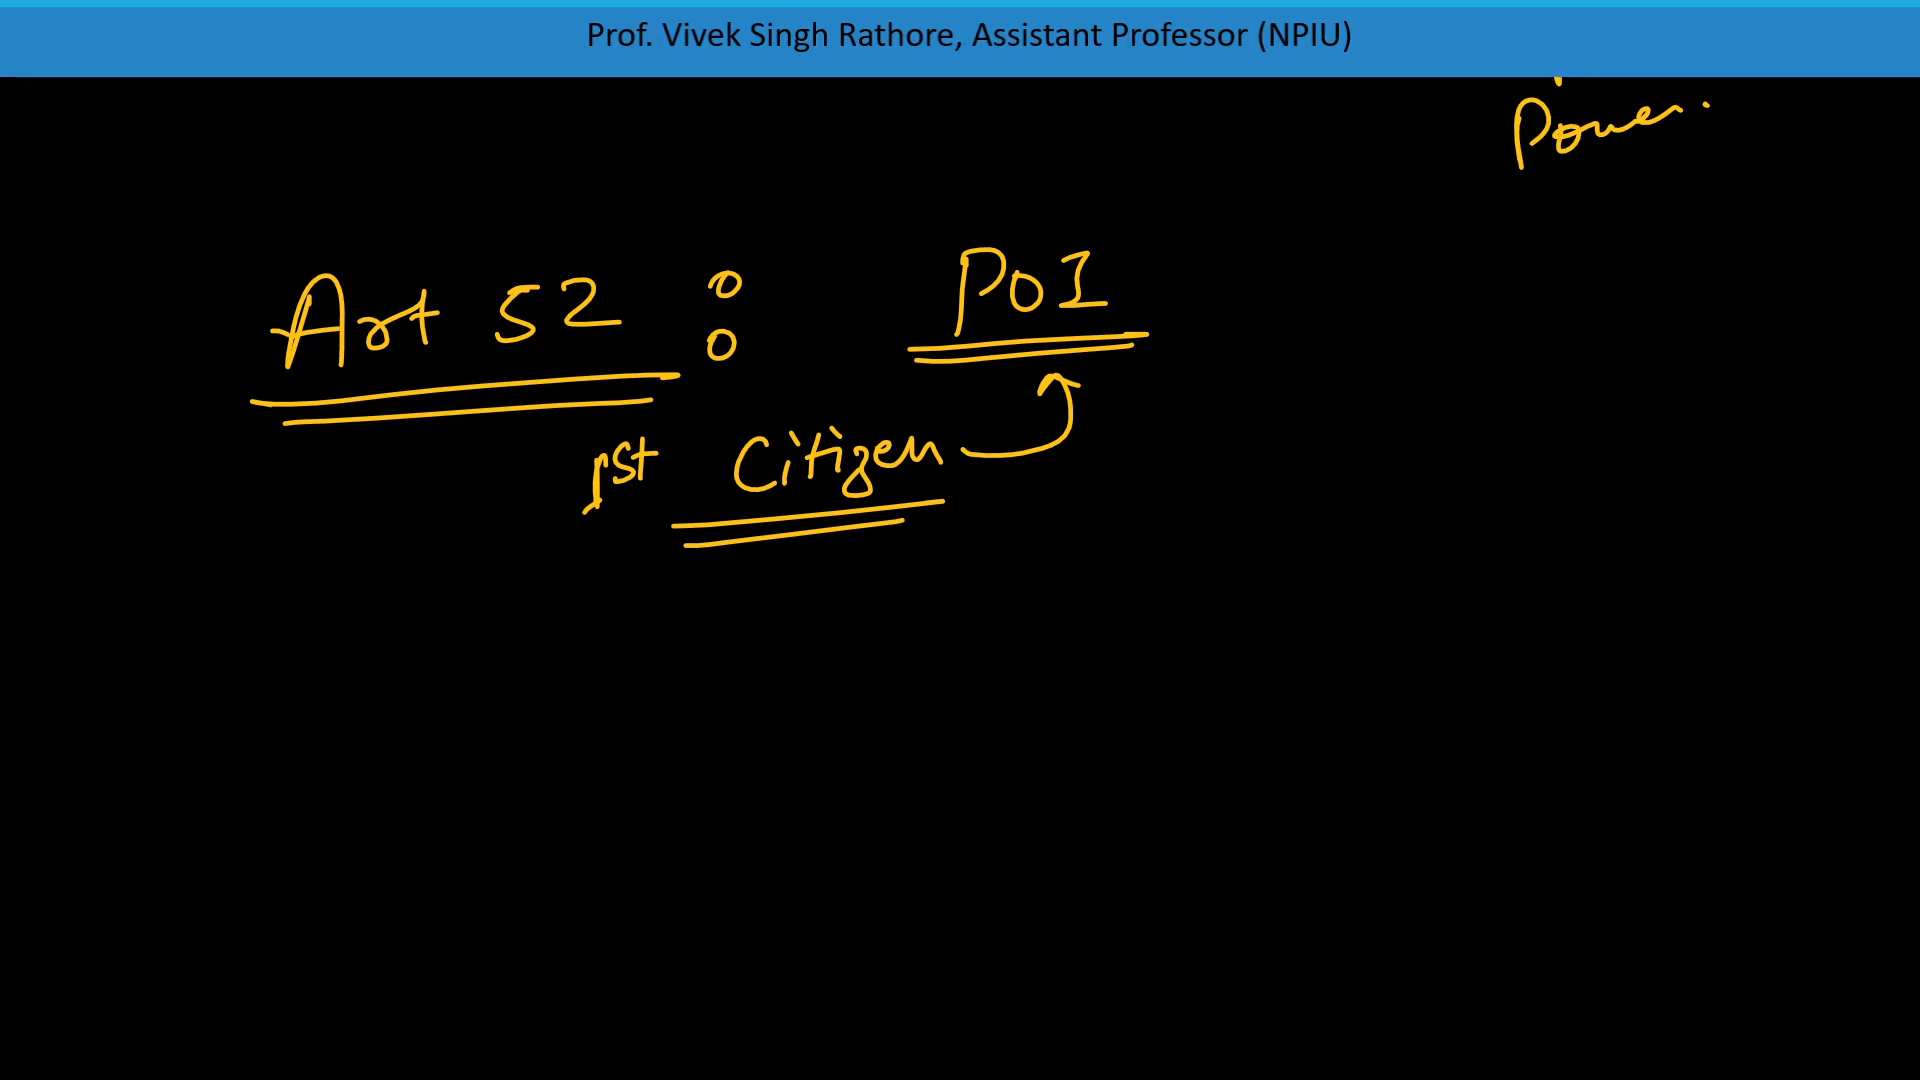 Prof. Vivek Singh Rathore, Assistant Professor (NPIU)
Power.
Art 52 : PoI
1st Citizen